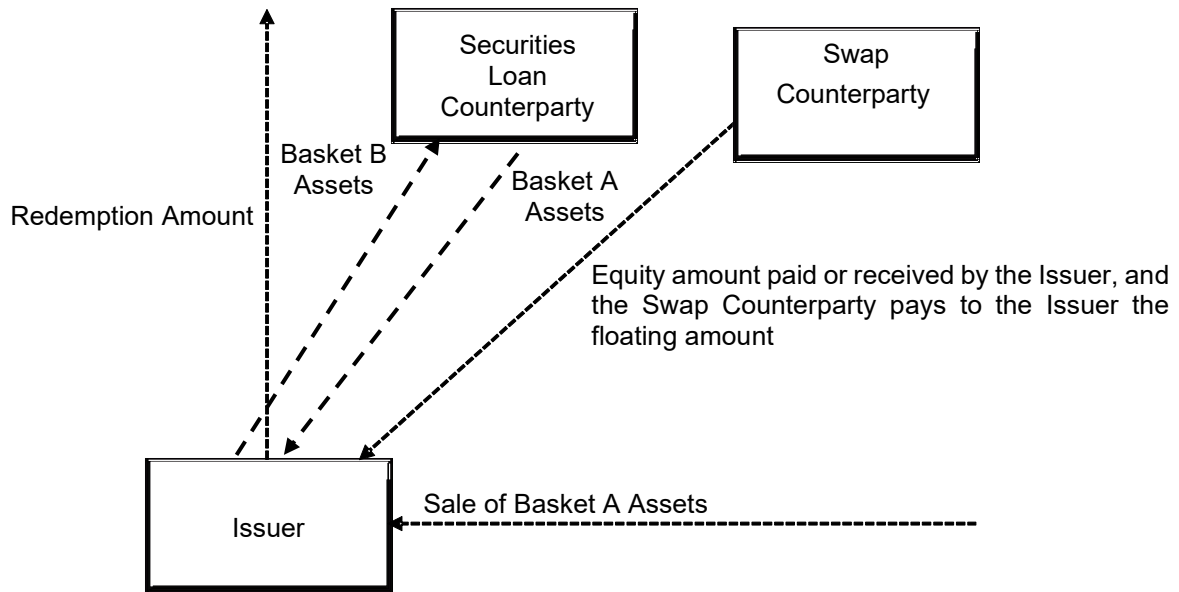 Securities
Loan
Counterparty
Swap
Counterparty
Basket B
Assets
Basket A
Assets
Redemption Amount
Equity amount paid or received by the Issuer, and
the Swap Counterparty pays to the Issuer the
floating amount
Sale of Basket A Assets
Issuer